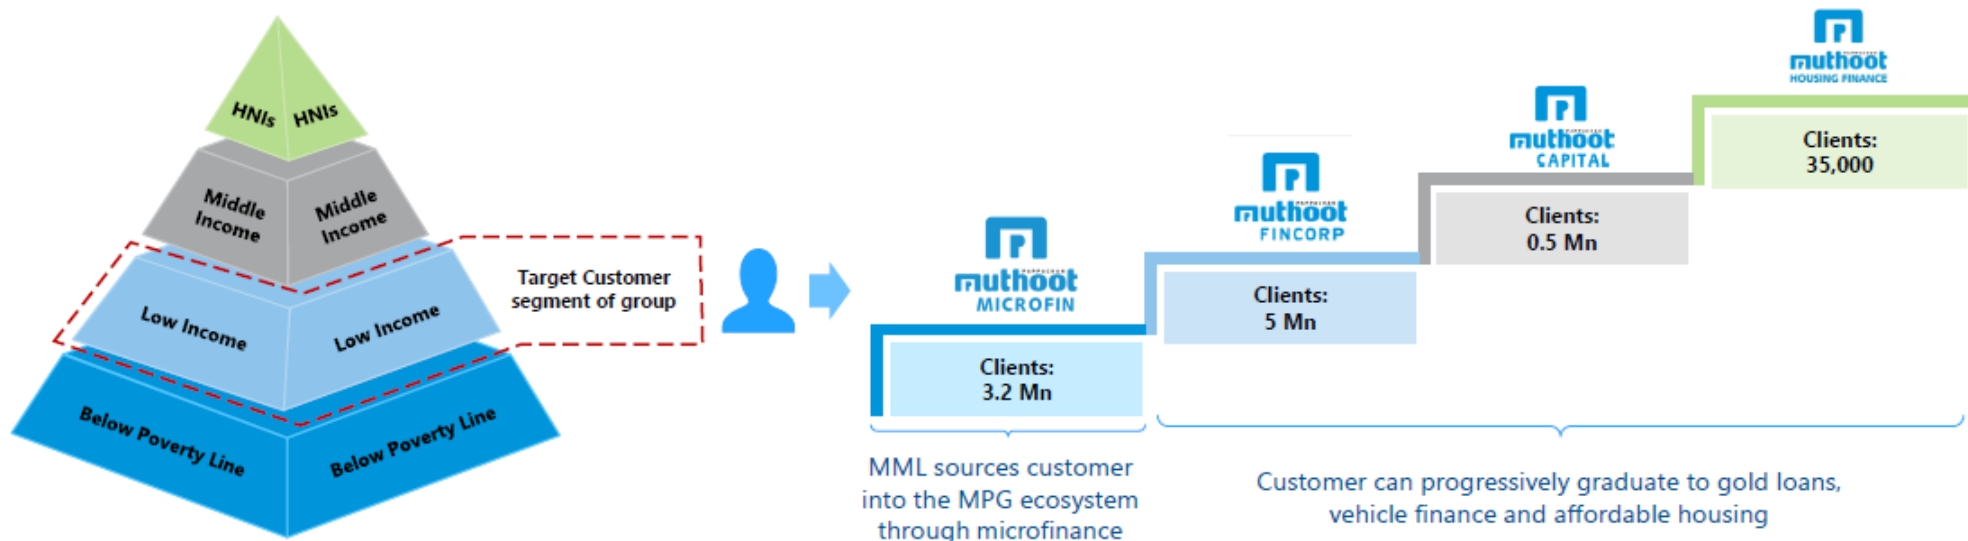 HNIs
HNIs
Middle
Income
Middle
Income
Low Income
Low Income
Below Poverty Line
Below Poverty Line
Target Customer
segment of group
muthoot
MICROFIN
Clients:
3.2 Mn
MML sources customer
into the MPG ecosystem
through microfinance
muthoot
FINCORP
Clients:
5 Mn
muthoot
CAPITAL
Clients:
0.5 Mn
muthoot
HOUSING FINANCE
Clients:
35,000
Customer can progressively graduate to gold loans,
vehicle finance and affordable housing